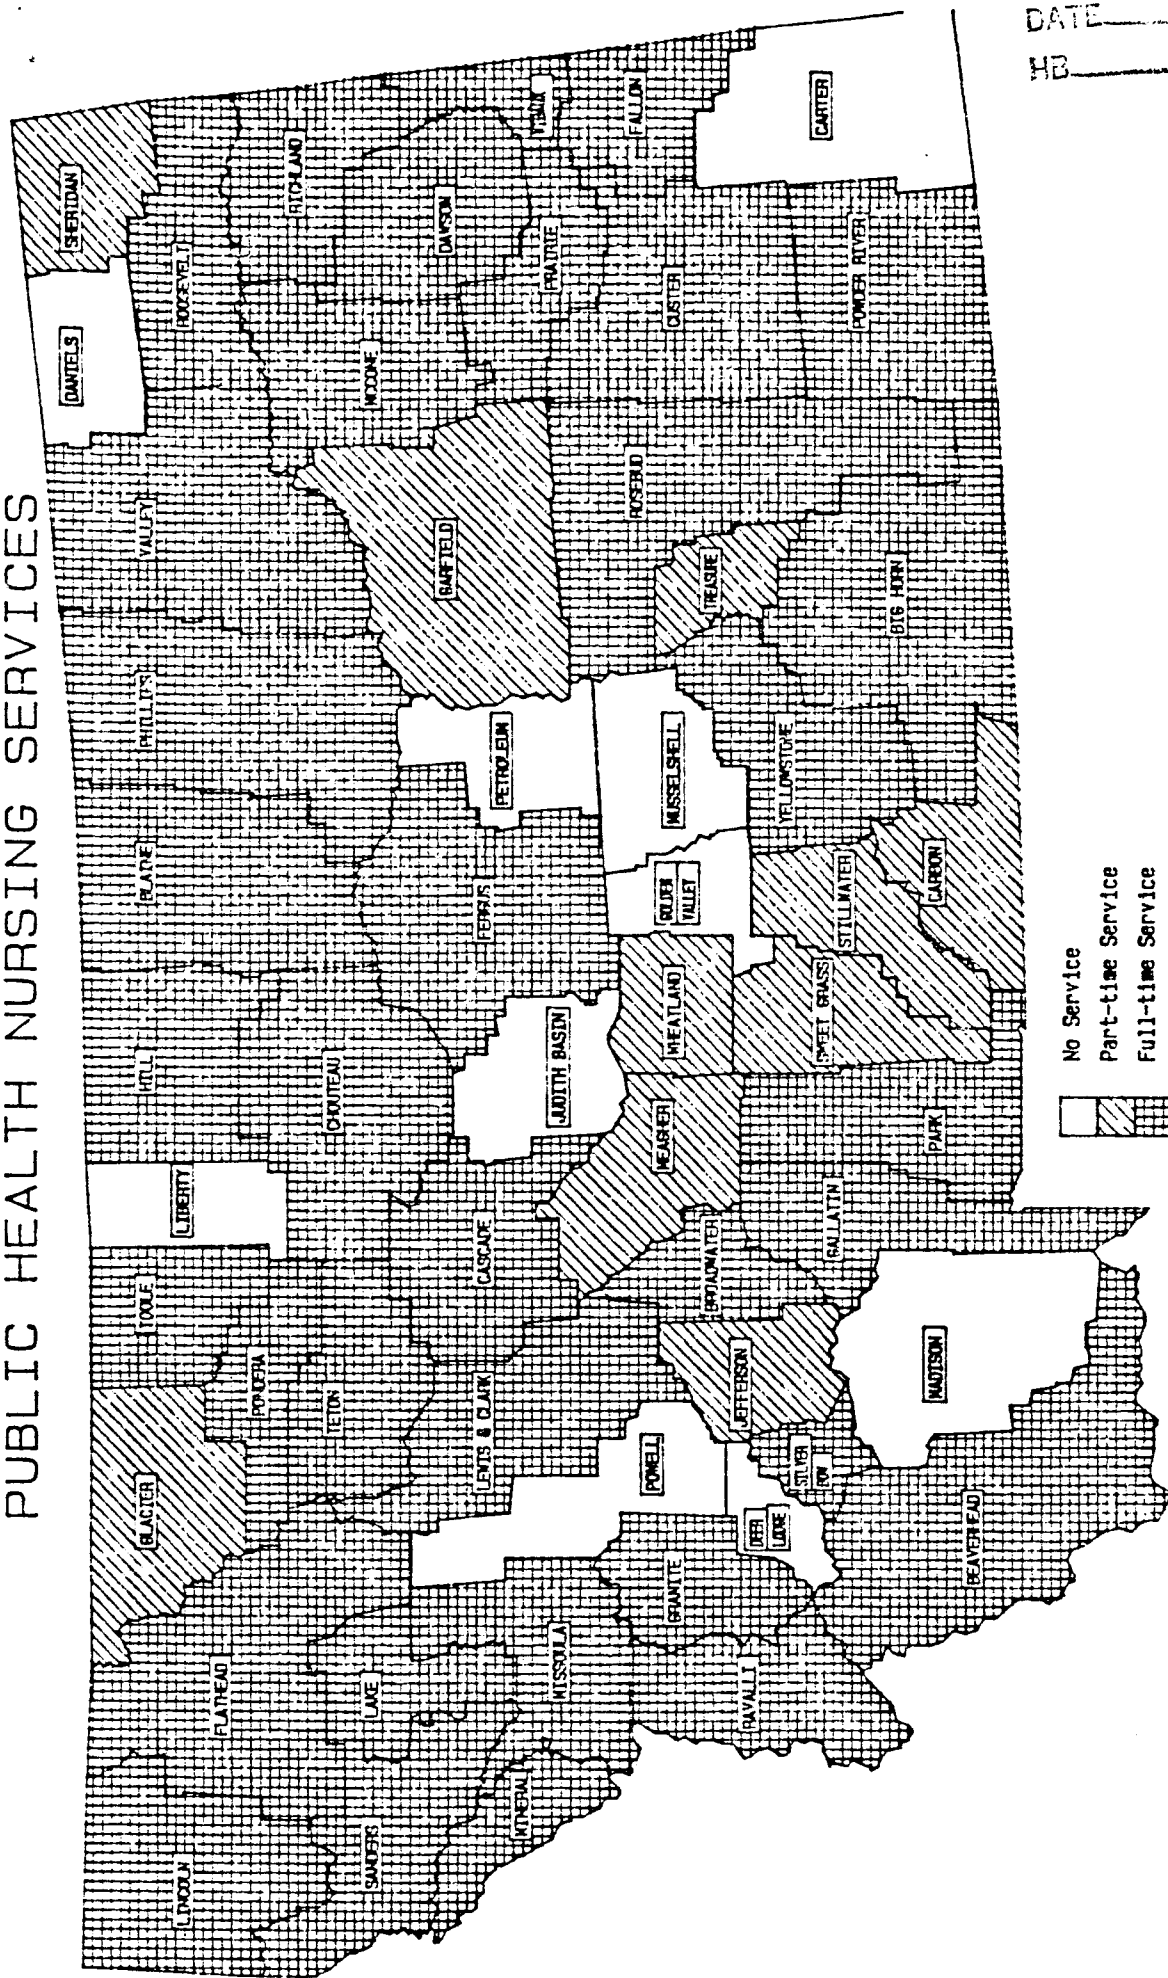 PUBLIC HEALTH NURSING SERVICES
DATE
HB
LINCOLN
FLATHEAD
GLACIER
TOOLE
LIBERTY
HILL
BLAINE
PHILLIPS
VALLEY
DANIELS
SHERIDAN
ROOSEVELT
SANDERS
LAKE
PONDERA
TETON
CHOUTEAU
MCCONE
RICHLAND
MINERAL
MISSOULA
LEWIS & CLARK
CASCADE
JUDITH BASIN
FERGUS
PETROLEUM
GARFIELD
DAWSON
PRAIRIE
WIBAUX
RAVALLI
GRANITE
POWELL
DEER
LODGE
SILVER
BOW
JEFFERSON
BROADWATER
MEAGHER
WHEATLAND
GOLDEN
VALLEY
MUSSELSHELL
TREASURE
ROSEBUD
CUSTER
FALLON
BEAVERHEAD
MADISON
GALATIN
PARK
SWEET GRASS
STILLWATER
CARBON
YELLOWSTONE
BIG HORN
POWDER RIVER
CARTER
No Service
Part-time Service
Full-time Service